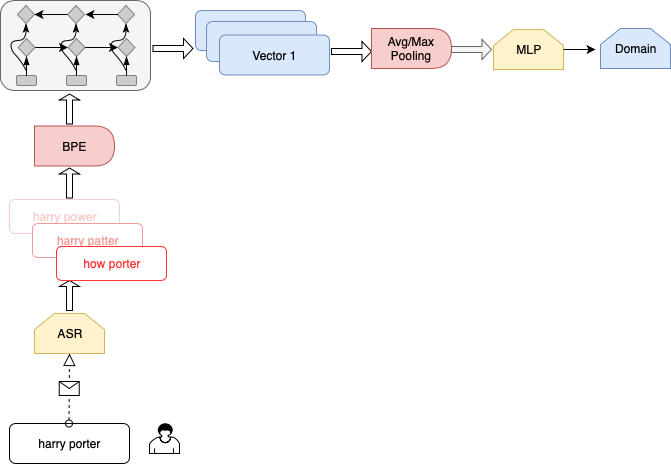 Vector 1
Avg/Max
Pooling
MLP
Domain
BPE
harry power
harry patter
how porter
ASR
harry porter